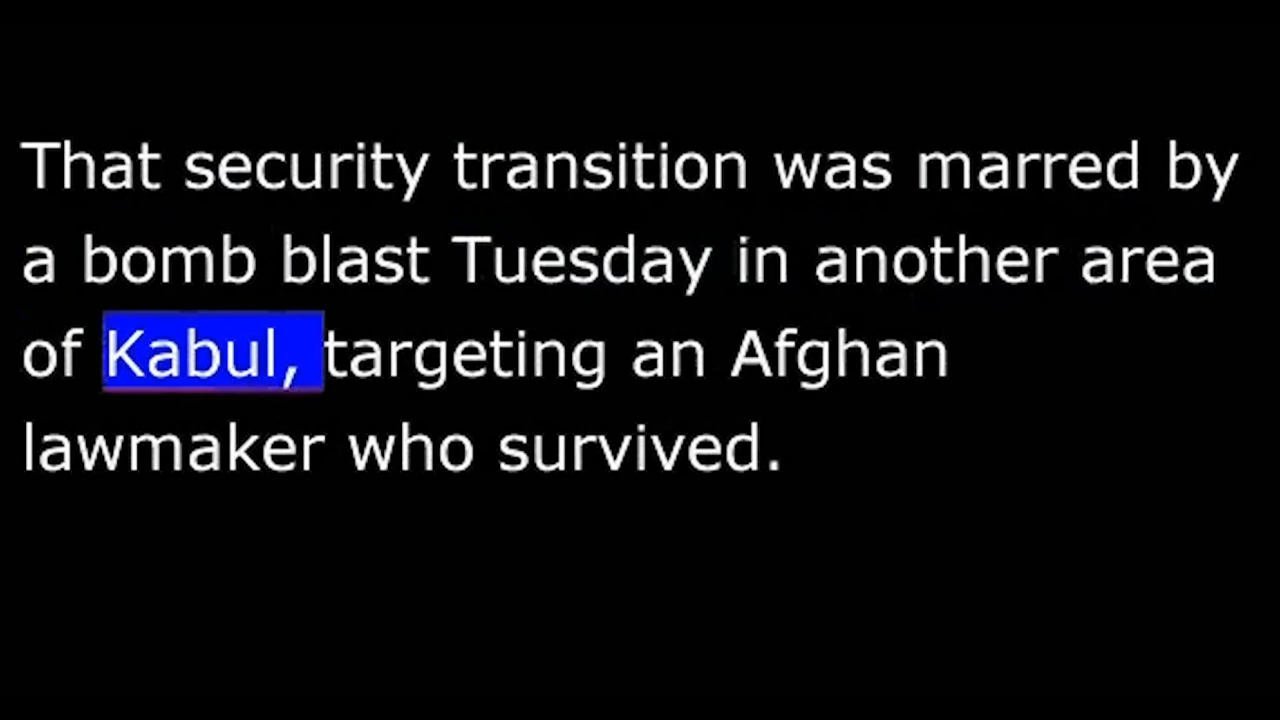 That security transition was marred by
a bomb blast Tuesday in another area
of Kabul, targeting an Afghan
lawmaker who survived.